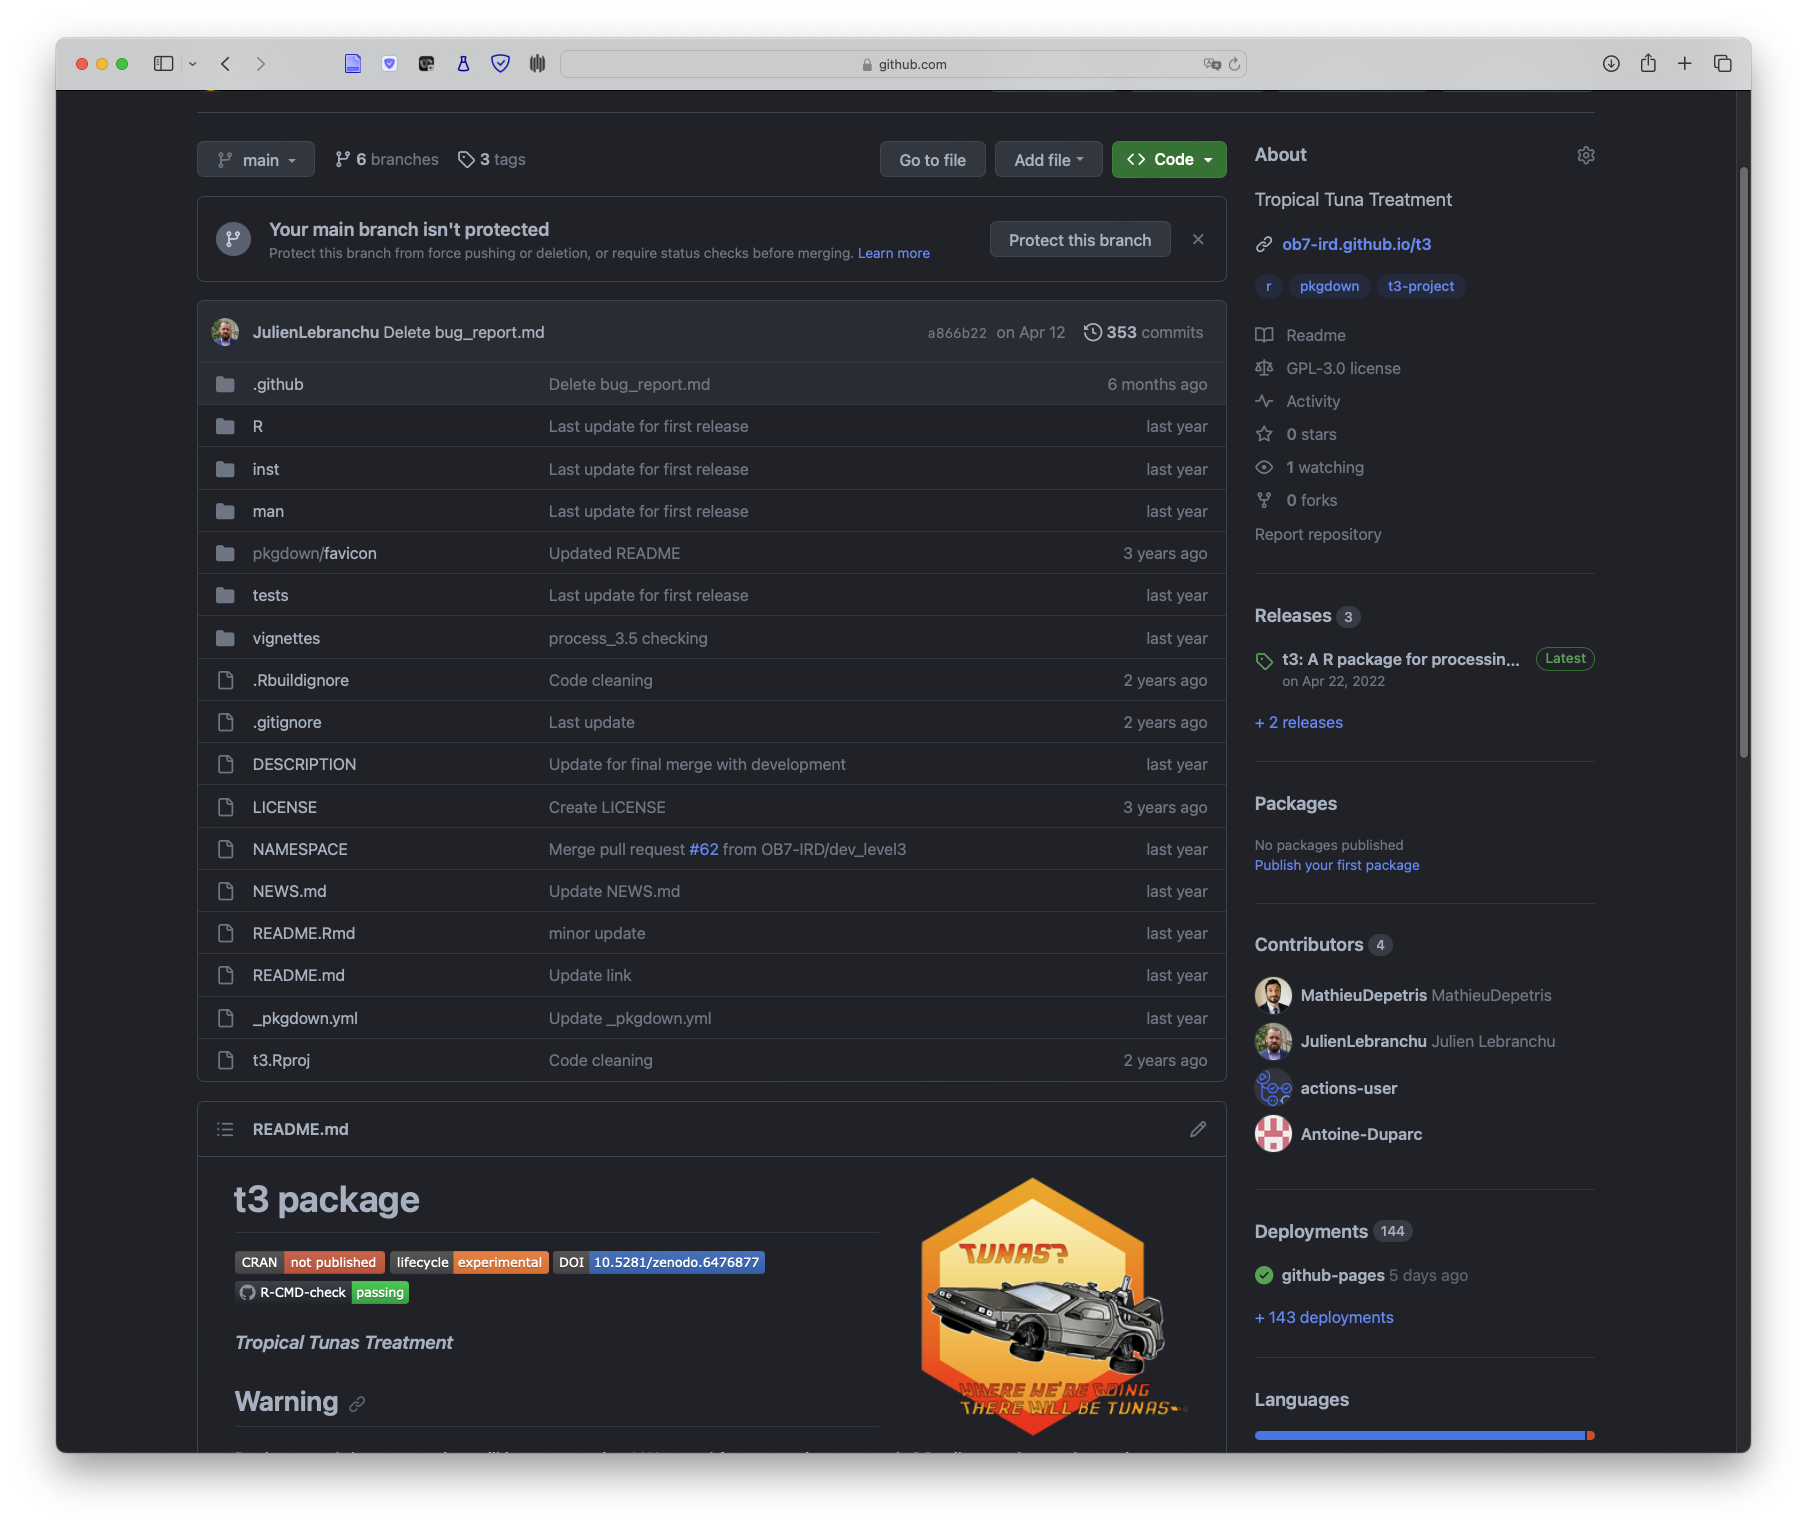 github.com
main
6 branches
3 tags
Go to file
Add file
Code
Your main branch isn't protected
Protect this branch from force pushing or deletion, or require status checks before merging. Learn more
Protect this branch
JulienLebranchu Delete bug_report.md
a866b22 on Apr 12
353 commits
.github Delete bug_report.md 6 months ago
R Last update for first release last year
inst Last update for first release last year
man Last update for first release last year
pkgdown/favicon Updated README 3 years ago
tests Last update for first release last year
vignettes process_3.5 checking last year
.Rbuildignore Code cleaning 2 years ago
.gitignore Last update 2 years ago
DESCRIPTION Update for final merge with development last year
LICENSE Create LICENSE 3 years ago
NAMESPACE Merge pull request #62 from OB7-IRD/dev_level3 last year
NEWS.md Update NEWS.md last year
README.Rmd minor update last year
README.md Update link last year
_pkgdown.yml Update _pkgdown.yml last year
t3.Rproj Code cleaning 2 years ago
README.md
t3 package
CRAN not published lifecycle experimental DOI 10.5281/zenodo.6476877
R-CMD-check passing
Tropical Tunas Treatment
Warning
TUNAS?
WHERE WE'RE GOING
THERE WILL BE TUNAS
About
Tropical Tuna Treatment
ob7-ird.github.io/t3
r pkgdown t3-project
Readme
GPL-3.0 license
Activity
0 stars
1 watching
0 forks
Report repository
Releases 3
t3: A R package for processin... Latest
on Apr 22, 2022
+ 2 releases
Packages
No packages published
Publish your first package
Contributors 4
MathieuDepetris MathieuDepetris
JulienLebranchu Julien Lebranchu
actions-user
Antoine-Duparc
Deployments 144
github-pages 5 days ago
+ 143 deployments
Languages